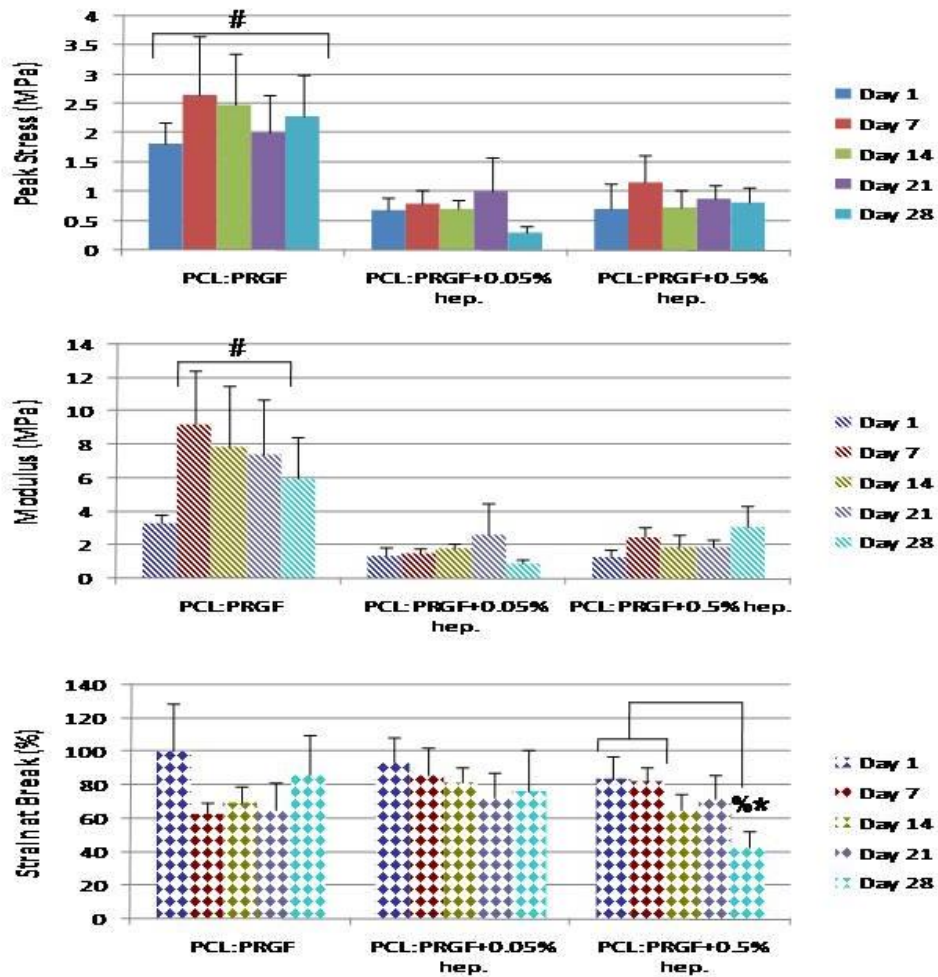 #
4
3.5
3
2.5
2
1.5
1
0.5
0
Peak Stress (MPa)
PCL:PRGF
PCL:PRGF+0.05% hep.
PCL:PRGF+0.5% hep.
Day 1
Day 7
Day 14
Day 21
Day 28
#
14
12
10
8
6
4
2
0
Modulus (MPa)
PCL:PRGF
PCL:PRGF+0.05% hep.
PCL:PRGF+0.5% hep.
Day 1
Day 7
Day 14
Day 21
Day 28
140
120
100
80
60
40
20
0
Strain at Break (%)
%*
PCL:PRGF
PCL:PRGF+0.05% hep.
PCL:PRGF+0.5% hep.
Day 1
Day 7
Day 14
Day 21
Day 28